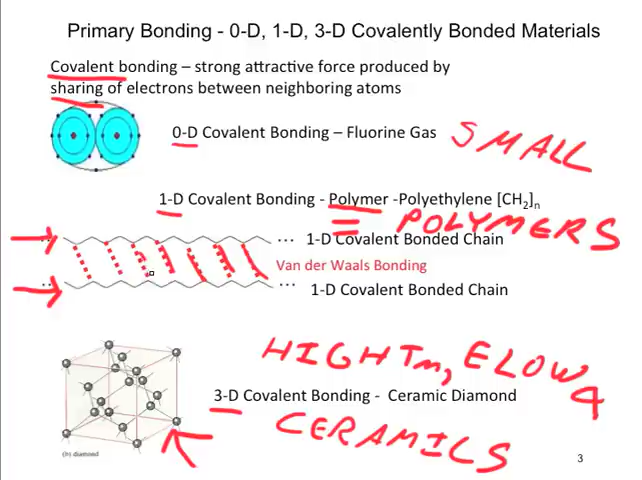 Primary Bonding - 0-D, 1-D, 3-D Covalently Bonded Materials
Covalent bonding – strong attractive force produced by
sharing of electrons between neighboring atoms
0-D Covalent Bonding – Fluorine Gas
SMALL
1-D Covalent Bonding - Polymer -Polyethylene [CH2]n
= POLYMERS
··· 1-D Covalent Bonded Chain
Van der Waals Bonding
··· 1-D Covalent Bonded Chain
HIGH Tm, E LOW
3-D Covalent Bonding - Ceramic Diamond
CERAMICS
(b) diamond
3